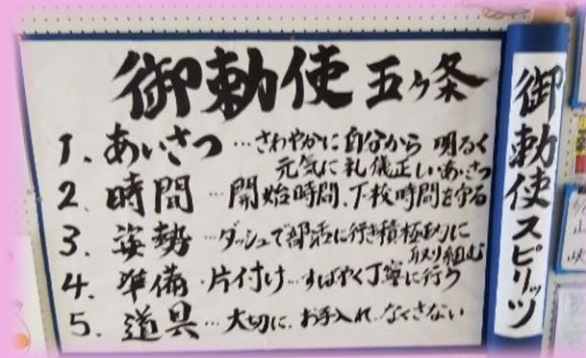 御勅使五ヶ条
1. あいさつ…さわやかに自分から 明るく
元気に礼儀正しいあいさつ
2. 時間…開始時間、下校時間を守る
3. 姿勢…ダッシュで部活に行き積極的に
取り組む
4. 準備・片付け…すばやく丁寧に行う
5. 道具…大切に、お手入れ、なくさない
御勅使スピリッツ